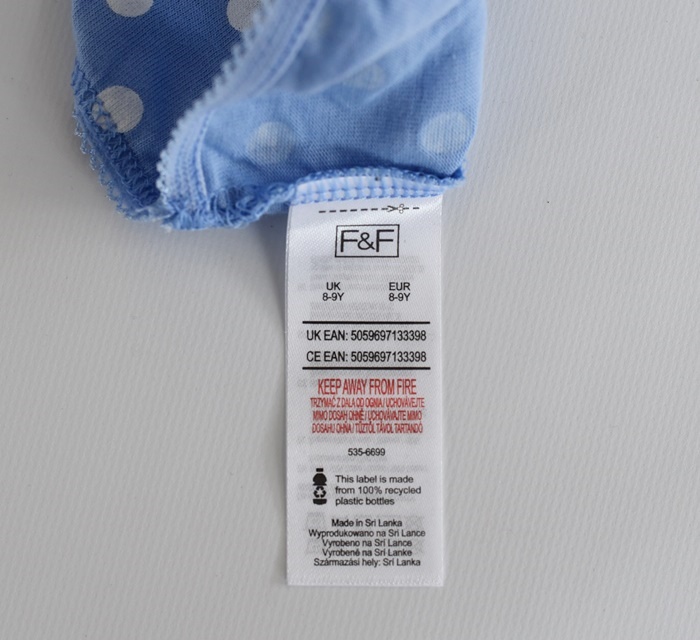 F&F
UK EUR
8-9Y 8-9Y
UK EAN: 5059697133398
CE EAN: 5059697133398
KEEP AWAY FROM FIRE
TRZYMAĆ Z DALA OD OGNIA / UCHOVÁVEJTE
MIMO DOSAH OHNĚ / UCHOVÁVAJTE MIMO
DOSAHU OHŇA / TŰZTŐL TÁVOL TARTANDÓ
535-6699
This label is made
from 100% recycled
plastic bottles
Made in Sri Lanka
Wyprodukowano na Sri Lance
Vyrobeno na Srí Lance
Vyrobené na Srí Lanke
Származási hely: Srí Lanka